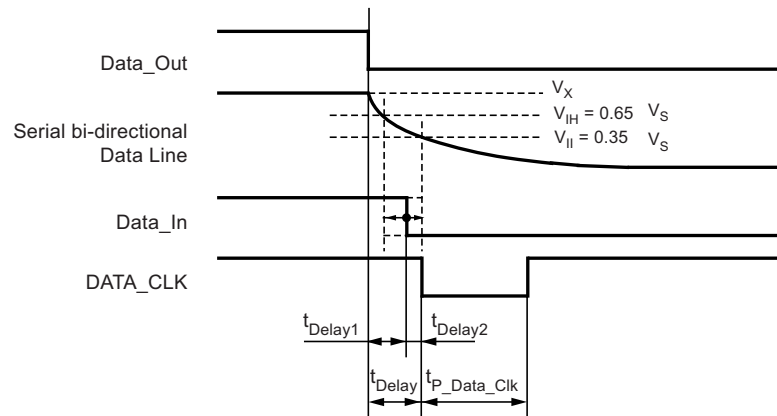 Data_Out
V_X
V_IH = 0.65 V_S
V_II = 0.35 V_S
Serial bi-directional
Data Line
Data_In
DATA_CLK
t_Delay1 t_Delay2
t_Delay t_P_Data_Clk